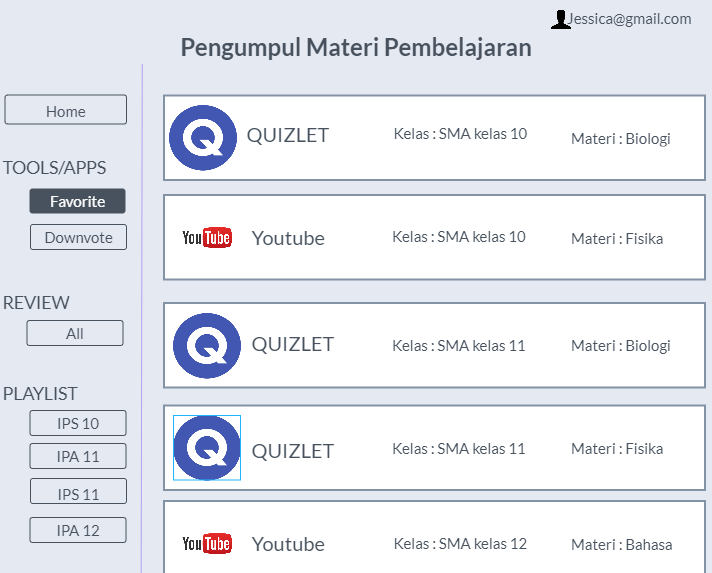 Jessica@gmail.com
Pengumpul Materi Pembelajaran
Home
TOOLS/APPS
Favorite
Downvote
REVIEW
All
PLAYLIST
IPS 10
IPA 11
IPS 11
IPA 12
Q QUIZLET Kelas : SMA kelas 10 Materi : Biologi
YouTube Youtube Kelas : SMA kelas 10 Materi : Fisika
Q QUIZLET Kelas : SMA kelas 11 Materi : Biologi
Q QUIZLET Kelas : SMA kelas 11 Materi : Fisika
YouTube Youtube Kelas : SMA kelas 12 Materi : Bahasa